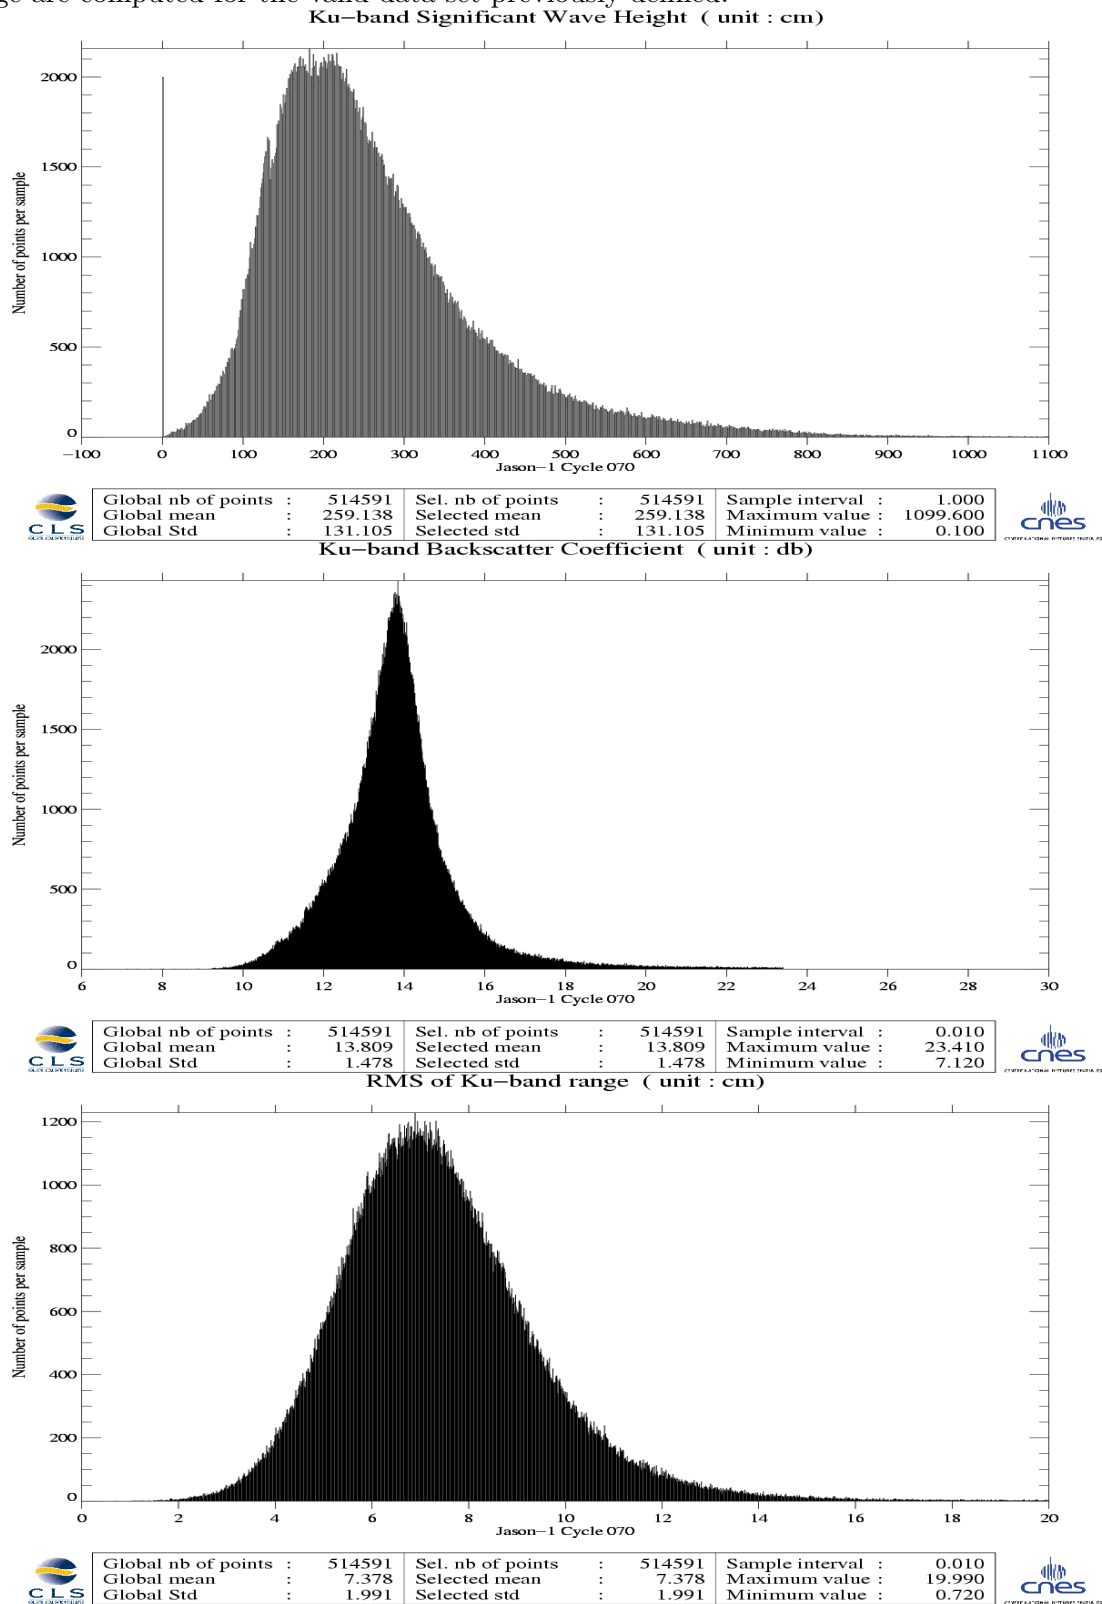 ge are computed for the valid data set previously defined.
Ku−band Significant Wave Height ( unit : cm)
Number of points per sample
2000
1500
1000
500
0
−100 0 100 200 300 400 500 600 700 800 900 1000 1100
Jason−1 Cycle 070
CLS
Global nb of points : 514591 Sel. nb of points : 514591 Sample interval : 1.000
Global mean : 259.138 Selected mean : 259.138 Maximum value : 1099.600
Global Std : 131.105 Selected std : 131.105 Minimum value : 0.100
cnes
Ku−band Backscatter Coefficient ( unit : db)
Number of points per sample
2000
1500
1000
500
0
6 8 10 12 14 16 18 20 22 24 26 28 30
Jason−1 Cycle 070
CLS
Global nb of points : 514591 Sel. nb of points : 514591 Sample interval : 0.010
Global mean : 13.809 Selected mean : 13.809 Maximum value : 23.410
Global Std : 1.478 Selected std : 1.478 Minimum value : 7.120
cnes
RMS of Ku−band range ( unit : cm)
Number of points per sample
1200
1000
800
600
400
200
0
0 2 4 6 8 10 12 14 16 18 20
Jason−1 Cycle 070
CLS
Global nb of points : 514591 Sel. nb of points : 514591 Sample interval : 0.010
Global mean : 7.378 Selected mean : 7.378 Maximum value : 19.990
Global Std : 1.991 Selected std : 1.991 Minimum value : 0.720
cnes